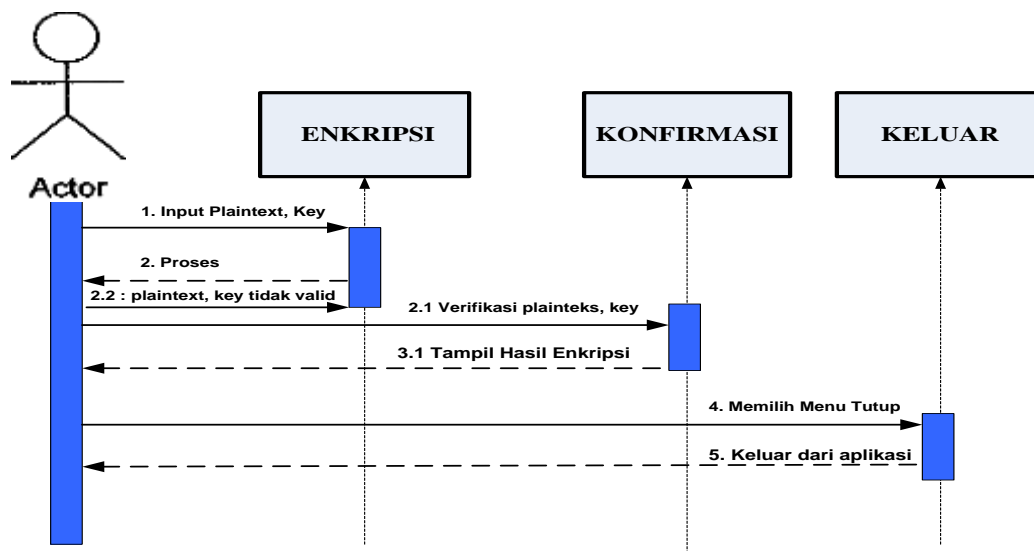 ENKRIPSI
KONFIRMASI
KELUAR
Actor
1. Input Plaintext, Key
2. Proses
2.2 : plaintext, key tidak valid
2.1 Verifikasi plainteks, key
3.1 Tampil Hasil Enkripsi
4. Memilih Menu Tutup
5. Keluar dari aplikasi